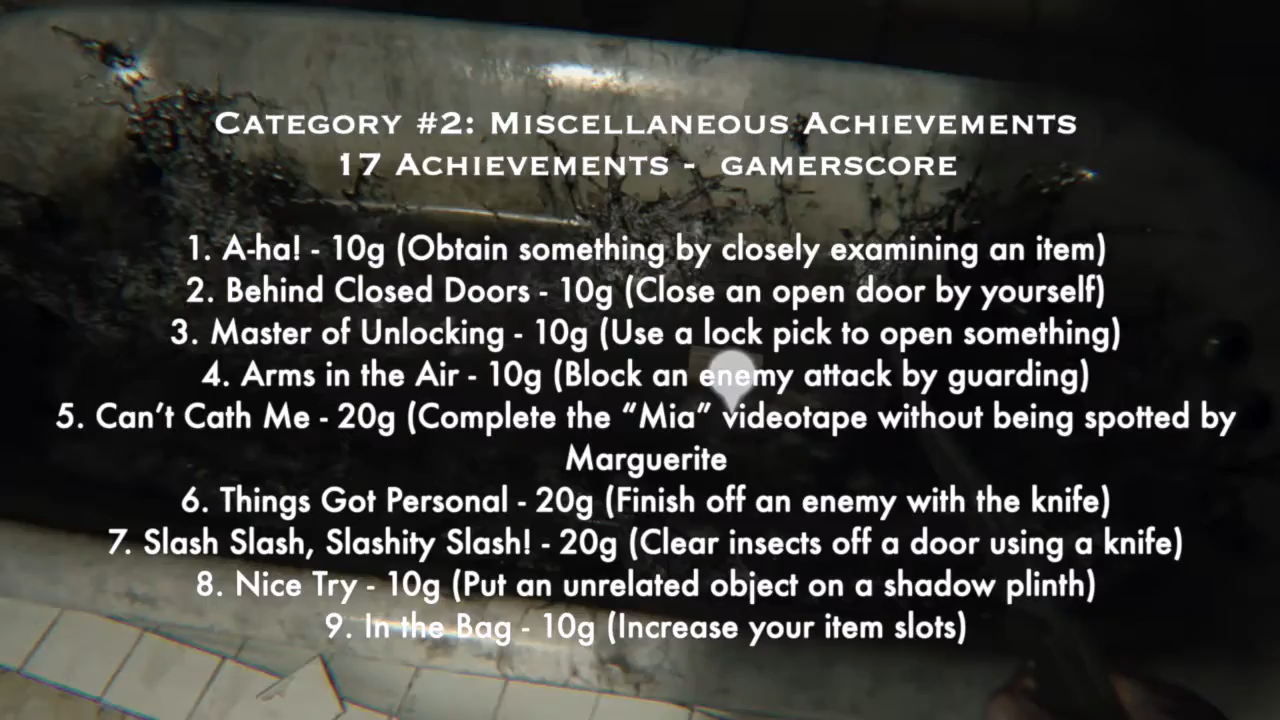 Category #2: Miscellaneous Achievements
17 Achievements - gamerscore
1. A-ha! - 10g (Obtain something by closely examining an item)
2. Behind Closed Doors - 10g (Close an open door by yourself)
3. Master of Unlocking - 10g (Use a lock pick to open something)
4. Arms in the Air - 10g (Block an enemy attack by guarding)
5. Can't Cath Me - 20g (Complete the “Mia” videotape without being spotted by
Marguerite
6. Things Got Personal - 20g (Finish off an enemy with the knife)
7. Slash Slash, Slashity Slash! - 20g (Clear insects off a door using a knife)
8. Nice Try - 10g (Put an unrelated object on a shadow plinth)
9. In the Bag - 10g (Increase your item slots)